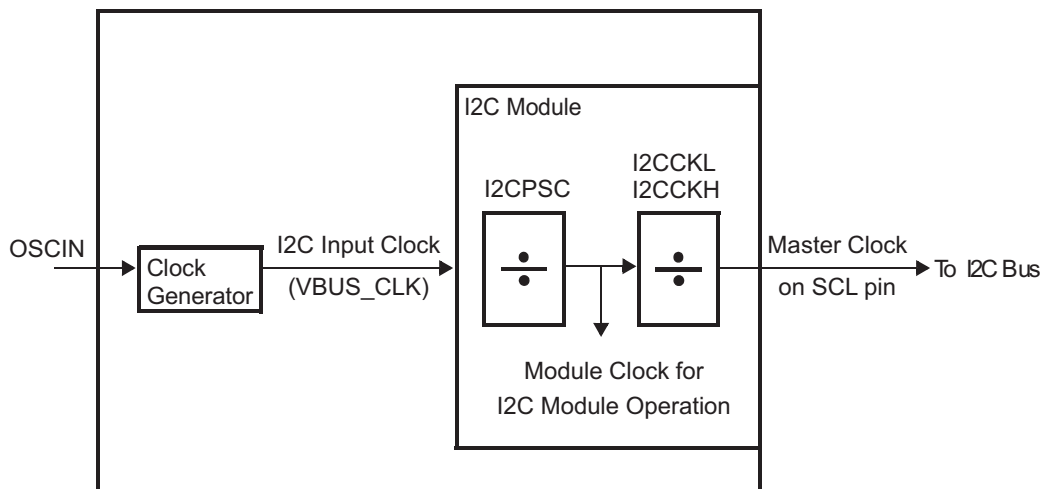 I2C Module
I2CCKL
I2CPSC
I2CCKH
OSCIN
I2C Input Clock
Master Clock
Clock
Generator
(VBUS_CLK)
on SCL pin
To I2C Bus
Module Clock for
I2C Module Operation